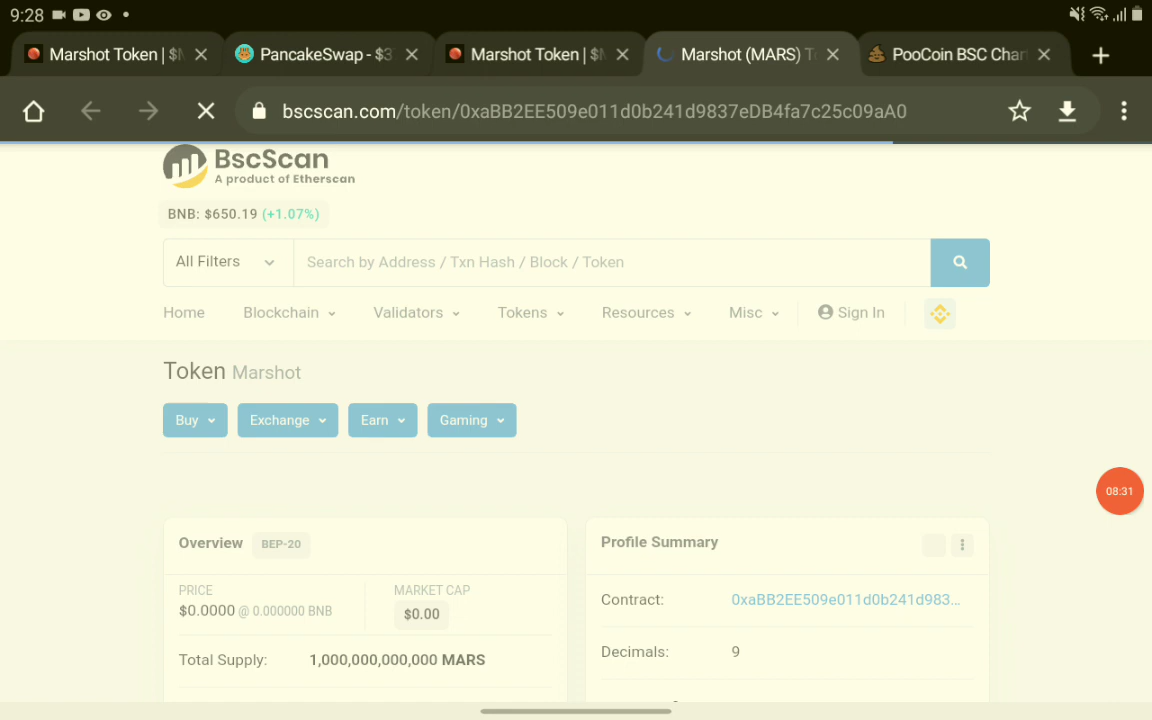 9:28
Marshot Token | $M
PancakeSwap - $3
Marshot Token | $M
Marshot (MARS) T
PooCoin BSC Char
bscscan.com/token/0xaBB2EE509e011d0b241d9837eDB4fa7c25c09aA0
BscScan
A product of Etherscan
BNB: $650.19 (+1.07%)
All Filters
Search by Address / Txn Hash / Block / Token
Home
Blockchain
Validators
Tokens
Resources
Misc
Sign In
Token Marshot
Buy
Exchange
Earn
Gaming
08:31
Overview BEP-20
Profile Summary
PRICE
MARKET CAP
$0.0000 @ 0.000000 BNB
$0.00
Contract: 0xaBB2EE509e011d0b241d983...
Total Supply: 1,000,000,000,000 MARS
Decimals: 9